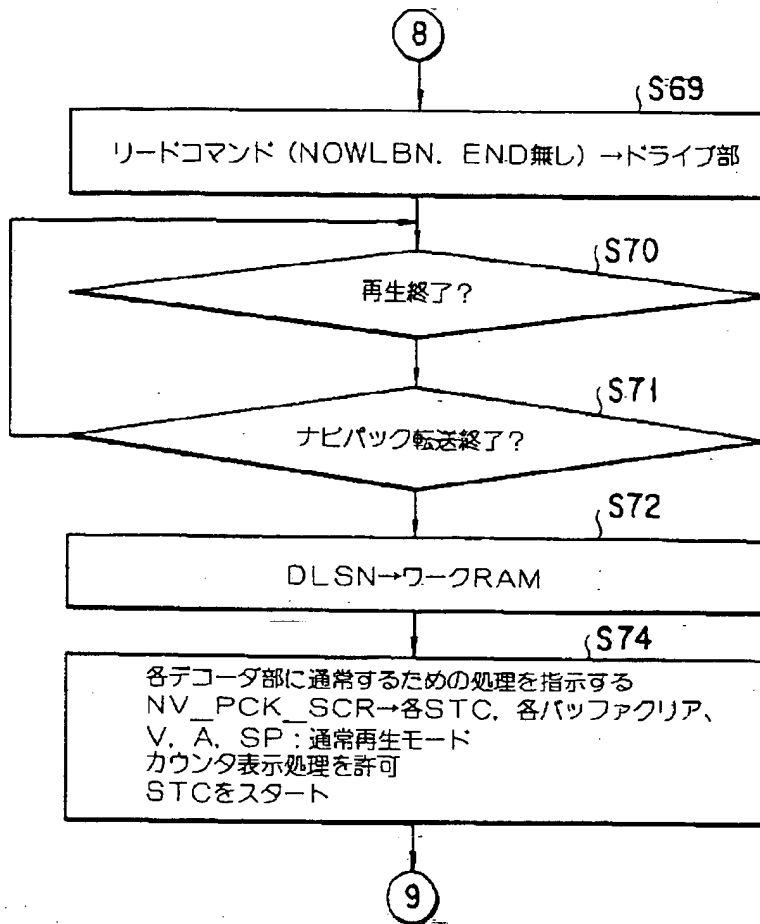 8
S69
リードコマンド（NOWLBN．END無し）→ドライブ部
S70
再生終了？
S71
ナビパック転送終了？
S72
DLSN→ワークRAM
S74
各デコーダ部に通常するための処理を指示する
NV_PCK_SCR→各STC，各バッファクリア、
V，A，SP：通常再生モード
カウンタ表示処理を許可
STCをスタート
9